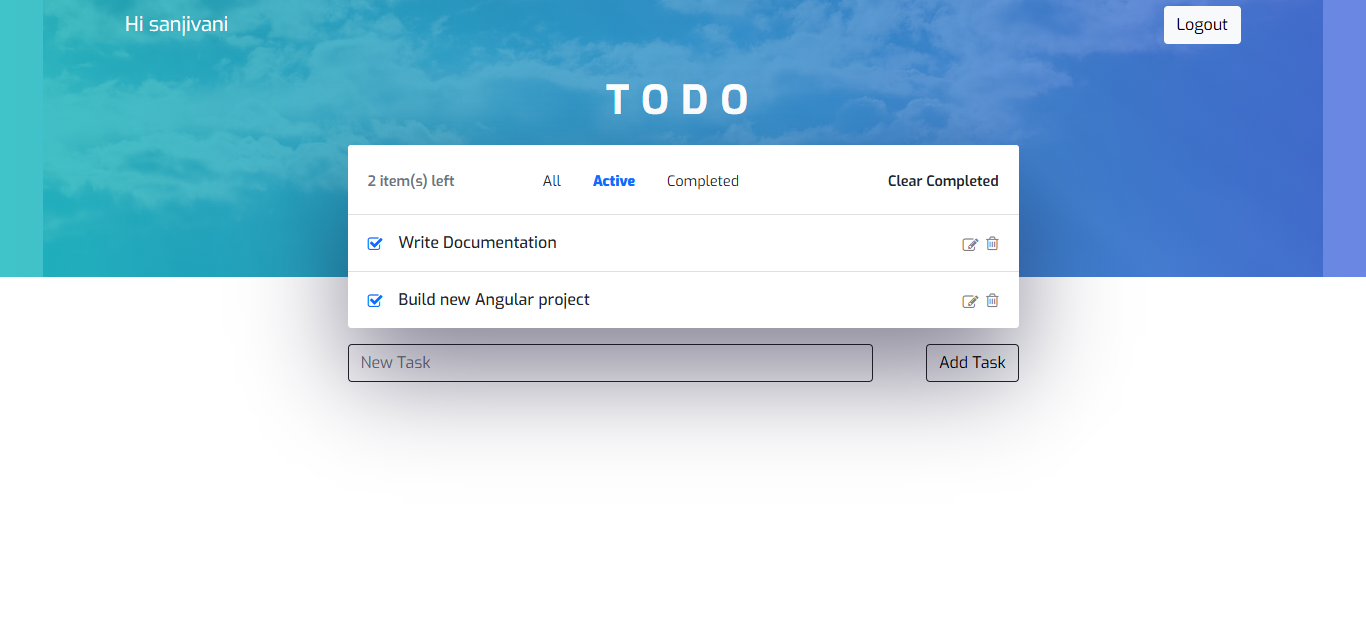 Hi sanjivani
Logout
TODO
2 item(s) left
All
Active
Completed
Clear Completed
Write Documentation
Build new Angular project
New Task
Add Task